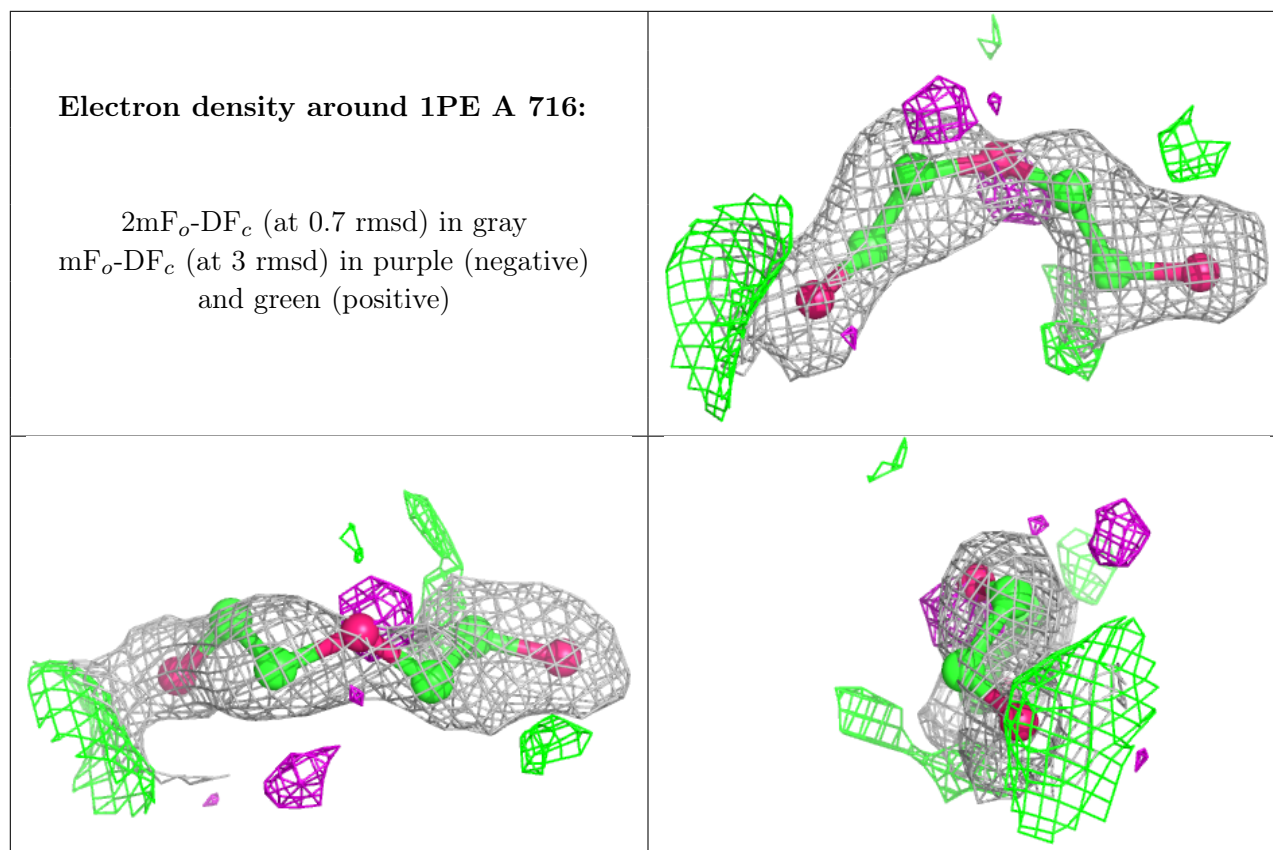 Electron density around 1PE A 716:
2mFo-DFc (at 0.7 rmsd) in gray
mFo-DFc (at 3 rmsd) in purple (negative)
and green (positive)